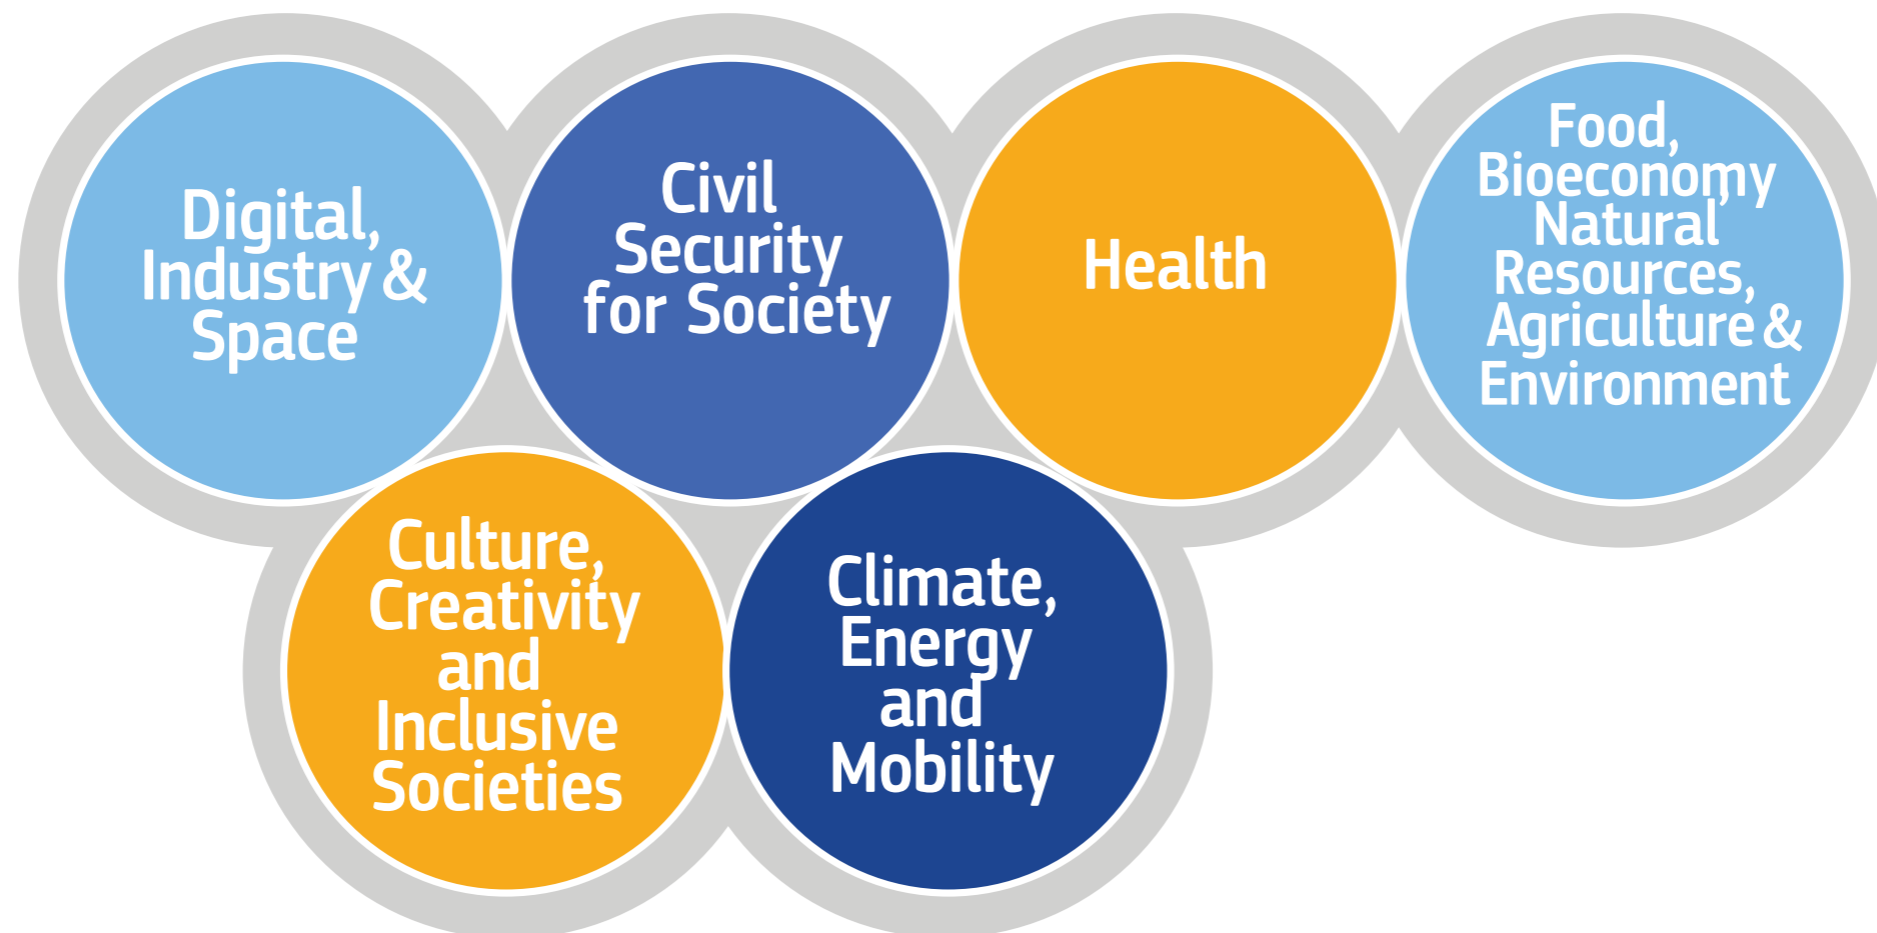 Digital,
Industry &
Space
Civil
Security
for Society
Health
Food,
Bioeconomy
Natural
Resources,
Agriculture &
Environment
Culture,
Creativity
and
Inclusive
Societies
Climate,
Energy
and
Mobility